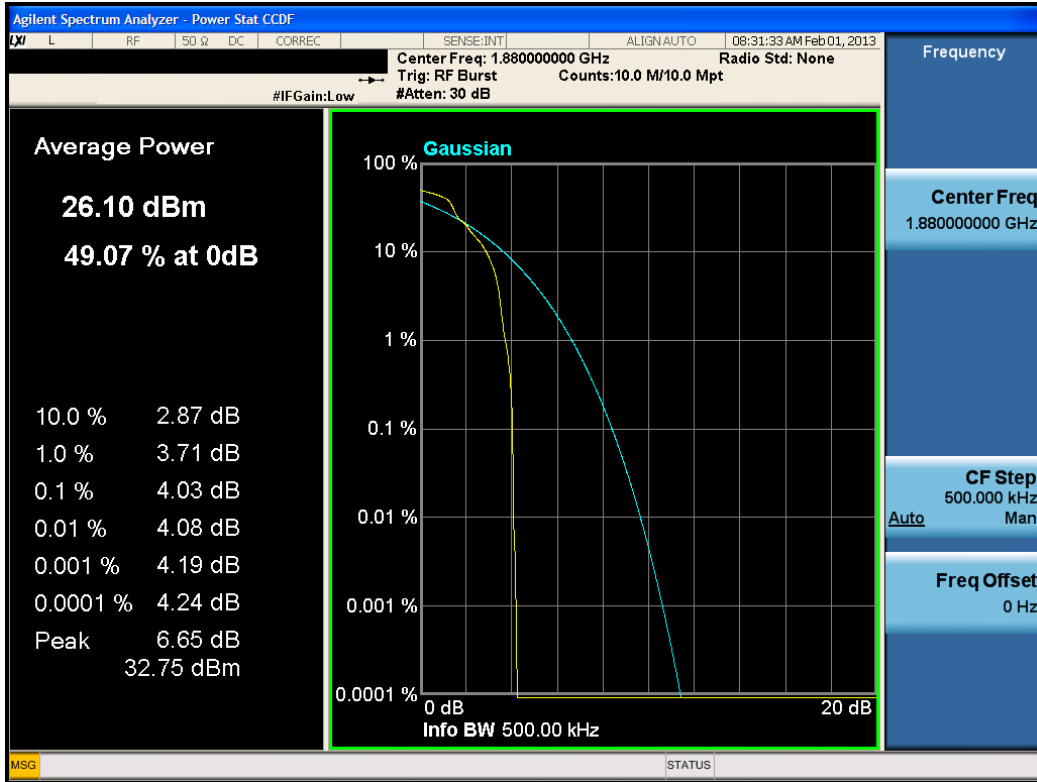 Agilent Spectrum Analyzer - Power Stat CCDF
LXI L RF 50 Ω DC CORREC SENSE:INT ALIGN AUTO 08:31:33 AM Feb 01, 2013
Center Freq: 1.880000000 GHz Radio Std: None
Trig: RF Burst Counts:10.0 M/10.0 Mpt
#IFGain:Low #Atten: 30 dB
Average Power
26.10 dBm
49.07 % at 0dB
10.0 % 2.87 dB
1.0 % 3.71 dB
0.1 % 4.03 dB
0.01 % 4.08 dB
0.001 % 4.19 dB
0.0001 % 4.24 dB
Peak 6.65 dB
32.75 dBm
Gaussian
100 %
10 %
1 %
0.1 %
0.01 %
0.001 %
0.0001 %
0 dB 20 dB
Info BW 500.00 kHz
Frequency
Center Freq
1.880000000 GHz
CF Step
500.000 kHz
Auto Man
Freq Offset
0 Hz
MSG STATUS